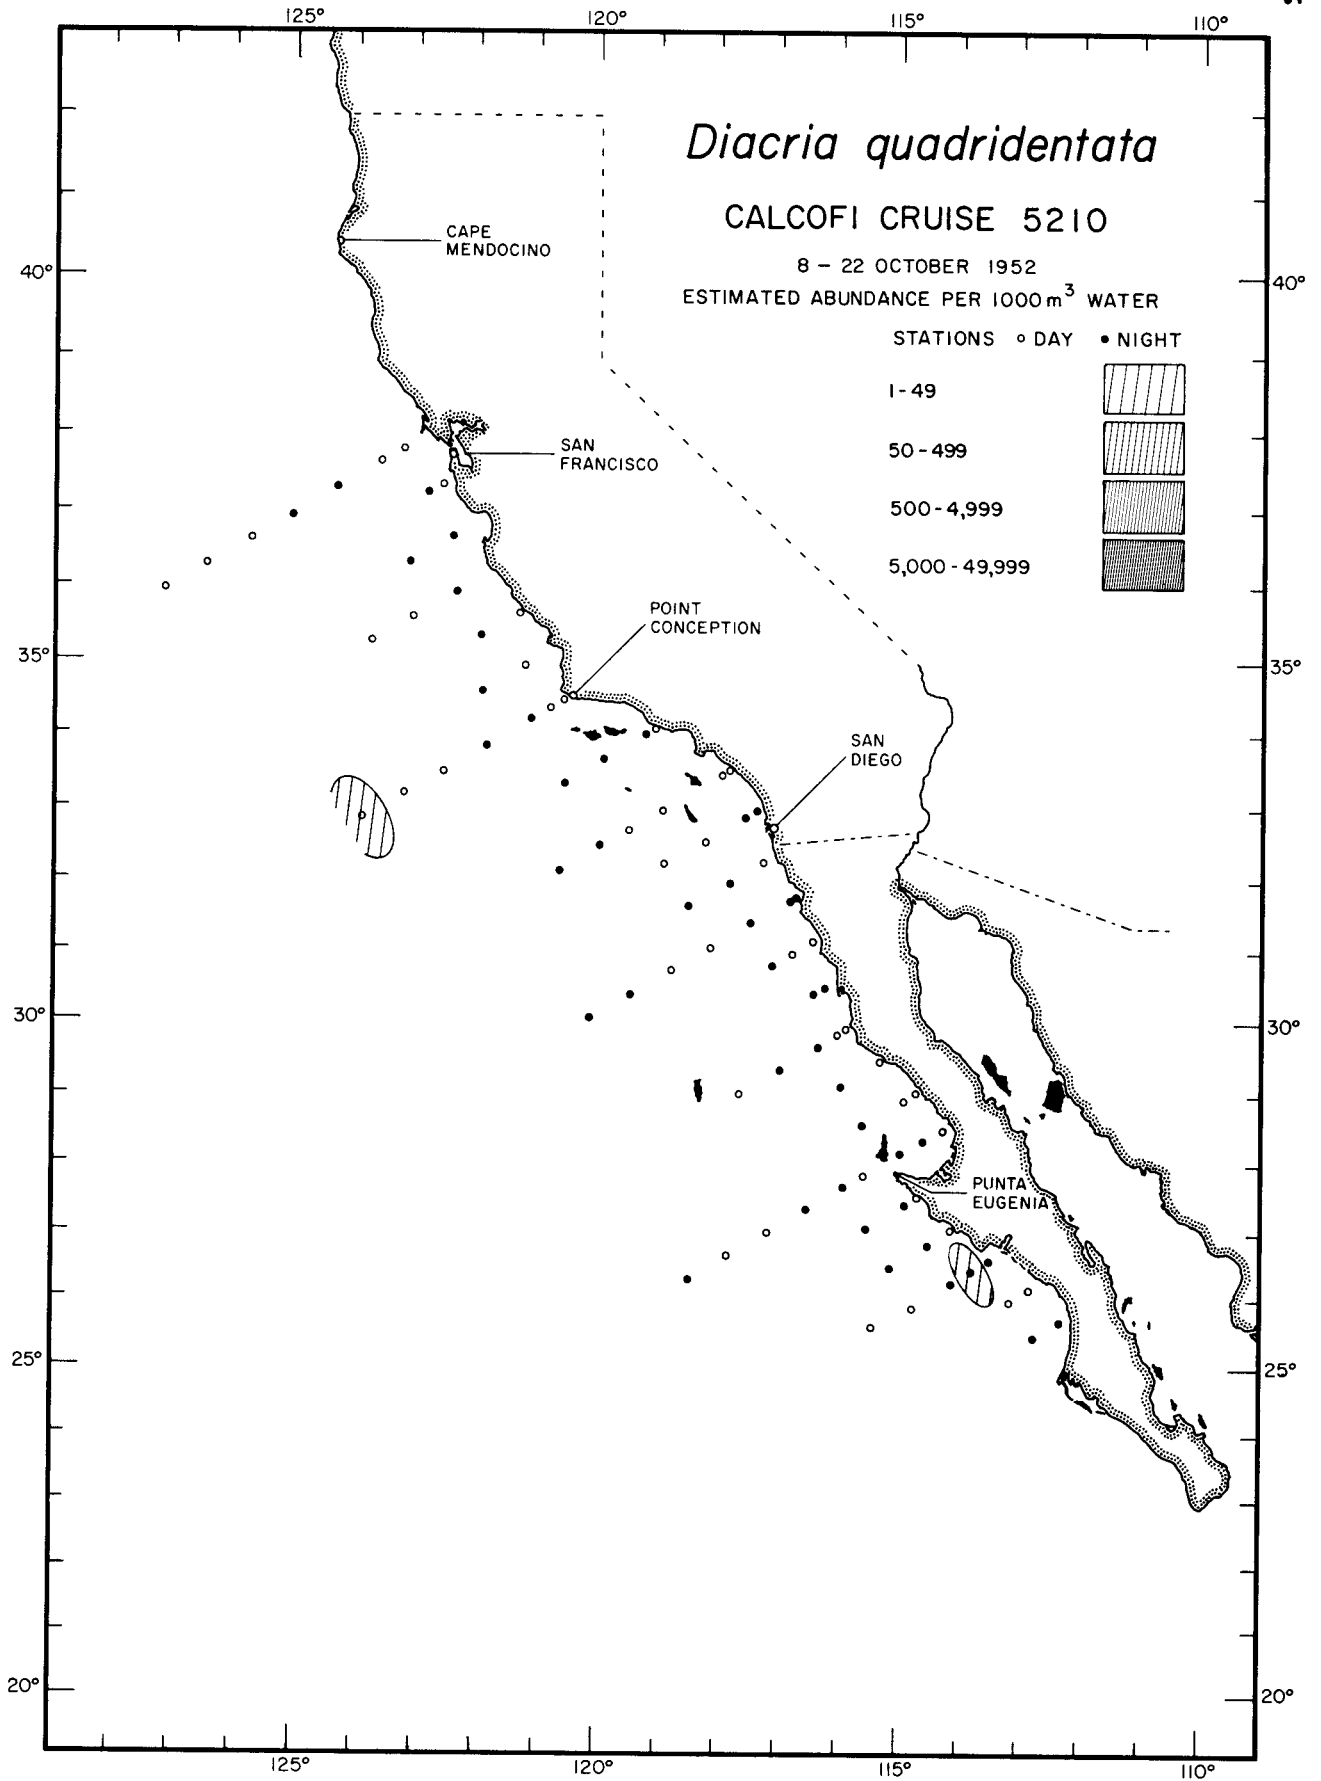 125°
120°
115°
110°
Diacria quadridentata
CALCOFI CRUISE 5210
8 – 22 OCTOBER 1952
ESTIMATED ABUNDANCE PER 1000m³ WATER
STATIONS ○ DAY ● NIGHT
1-49
50-499
500-4,999
5,000-49,999
CAPE
MENDOCINO
40°
40°
SAN
FRANCISCO
POINT
CONCEPTION
35°
35°
SAN
DIEGO
30°
30°
PUNTA
EUGENIA
25°
25°
20°
20°
125°
120°
115°
110°